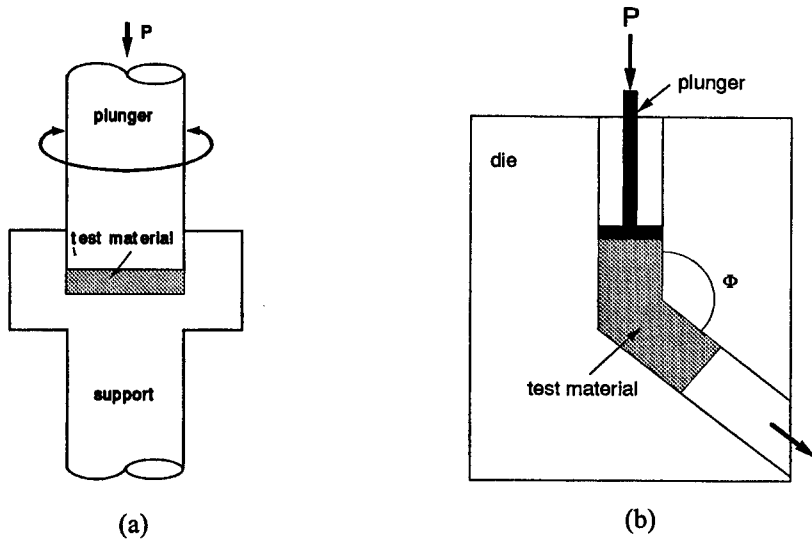 P
plunger
test material
support
(a)
P
plunger
die
Φ
test material
(b)